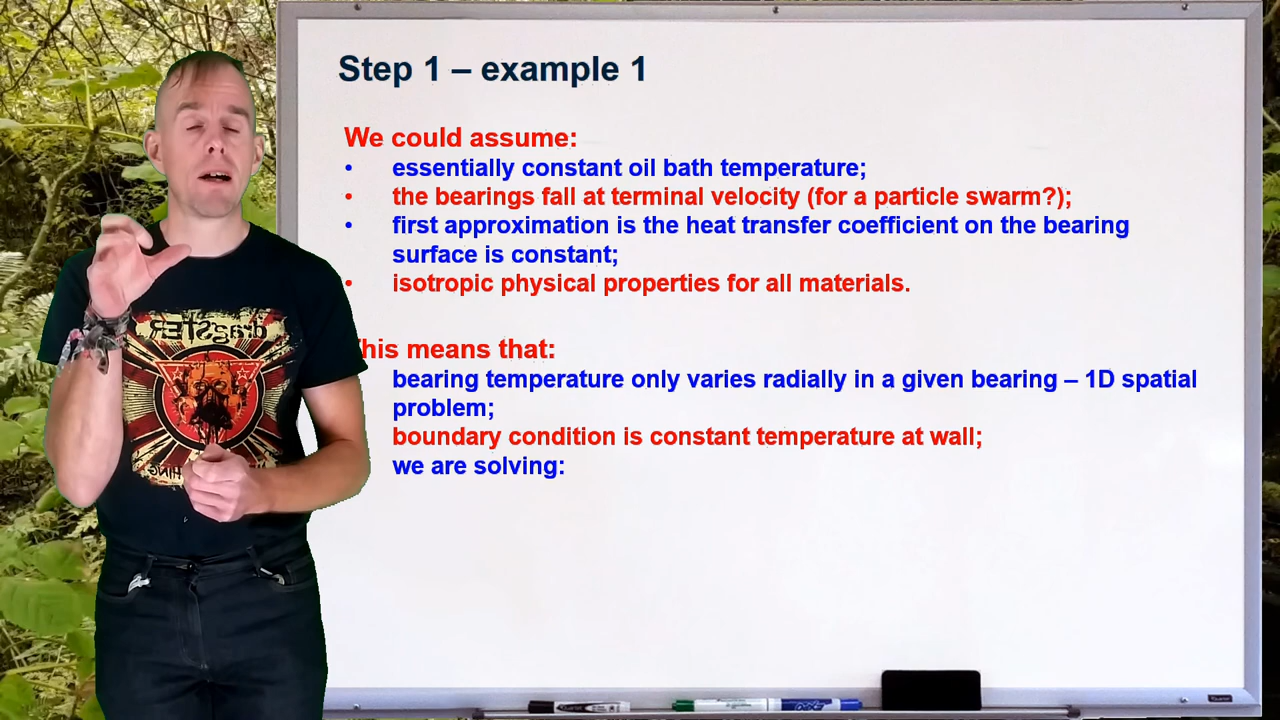 Step 1 – example 1
We could assume:
• essentially constant oil bath temperature;
• the bearings fall at terminal velocity (for a particle swarm?);
• first approximation is the heat transfer coefficient on the bearing
surface is constant;
• isotropic physical properties for all materials.
his means that:
bearing temperature only varies radially in a given bearing – 1D spatial
problem;
boundary condition is constant temperature at wall;
we are solving:
dragsTER